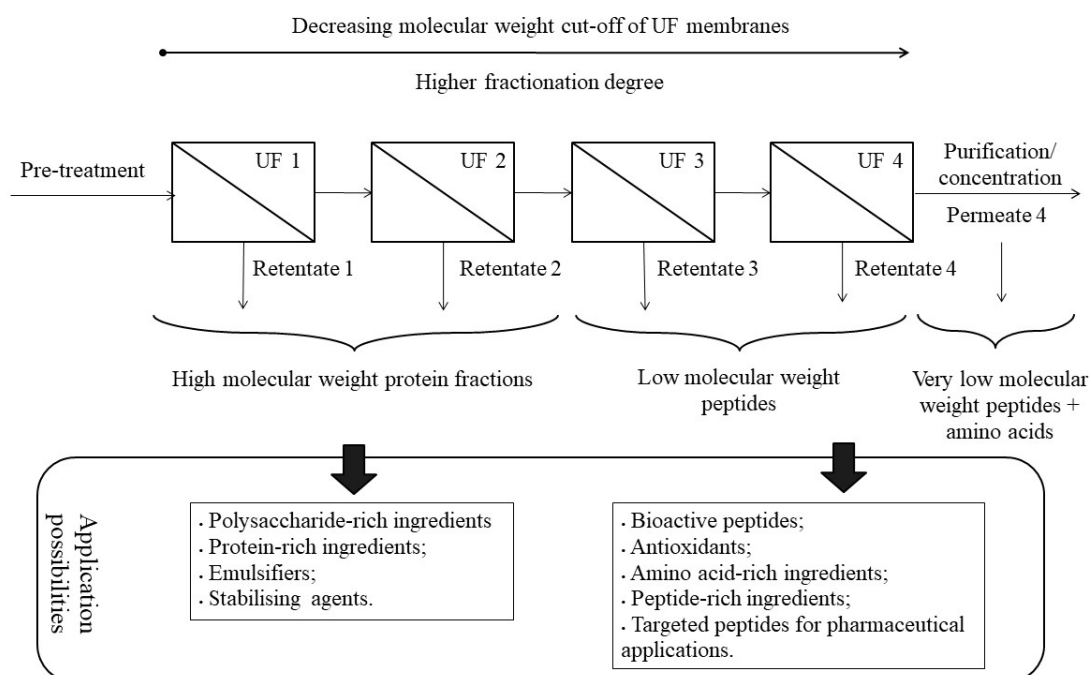 Decreasing molecular weight cut-off of UF membranes
Higher fractionation degree
Pre-treatment
UF 1
UF 2
UF 3
UF 4
Purification/
concentration
Permeate 4
Retentate 1
Retentate 2
Retentate 3
Retentate 4
High molecular weight protein fractions
Low molecular weight
peptides
Very low molecular
weight peptides +
amino acids
Application
possibilities
. Polysaccharide-rich ingredients
. Protein-rich ingredients;
. Emulsifiers;
. Stabilising agents.
. Bioactive peptides;
. Antioxidants;
. Amino acid-rich ingredients;
. Peptide-rich ingredients;
. Targeted peptides for pharmaceutical
applications.